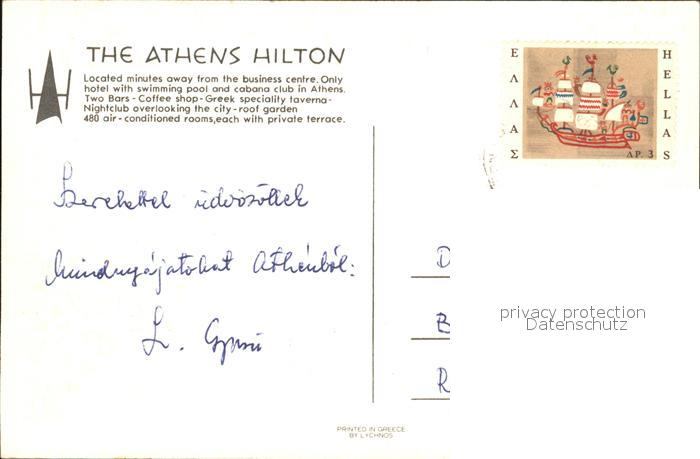 THE ATHENS HILTON
Located minutes away from the business centre. Only
hotel with swimming pool and cabana club in Athens.
Two Bars - Coffee shop - Greek speciality taverna -
Nightclub overlooking the city - roof garden
480 air - conditioned rooms, each with private terrace.
ΕΛΛΑΣ
HELLAS
ΔΡ. 3
Szeretettel üdvözöllek
Mindnyájatokat Athénból:
L.
D
B
R
privacy protection
Datenschutz
PRINTED IN GREECE
BY LYCHNOS